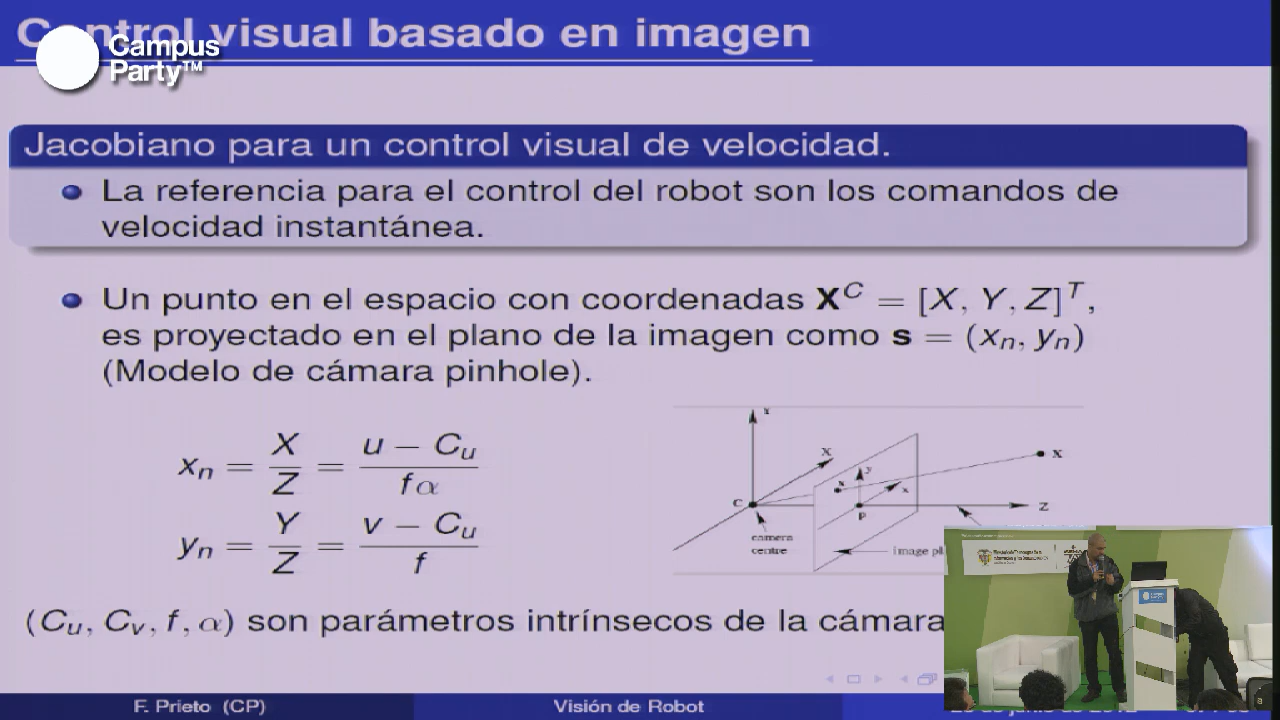 Control visual basado en imagen
Campus
Party™
Jacobiano para un control visual de velocidad.
La referencia para el control del robot son los comandos de
velocidad instantánea.
Un punto en el espacio con coordenadas X^C = [X, Y, Z]^T,
es proyectado en el plano de la imagen como s = (x_n, y_n)
(Modelo de cámara pinhole).
x_n = X/Z = (u − C_u)/(fα)
y_n = Y/Z = (v − C_u)/f
Y
X
y
x
x
X
C
P
Z
camera
centre
image pl
(C_u, C_v, f, α) son parámetros intrínsecos de la cámara
F. Prieto (CP)
Visión de Robot